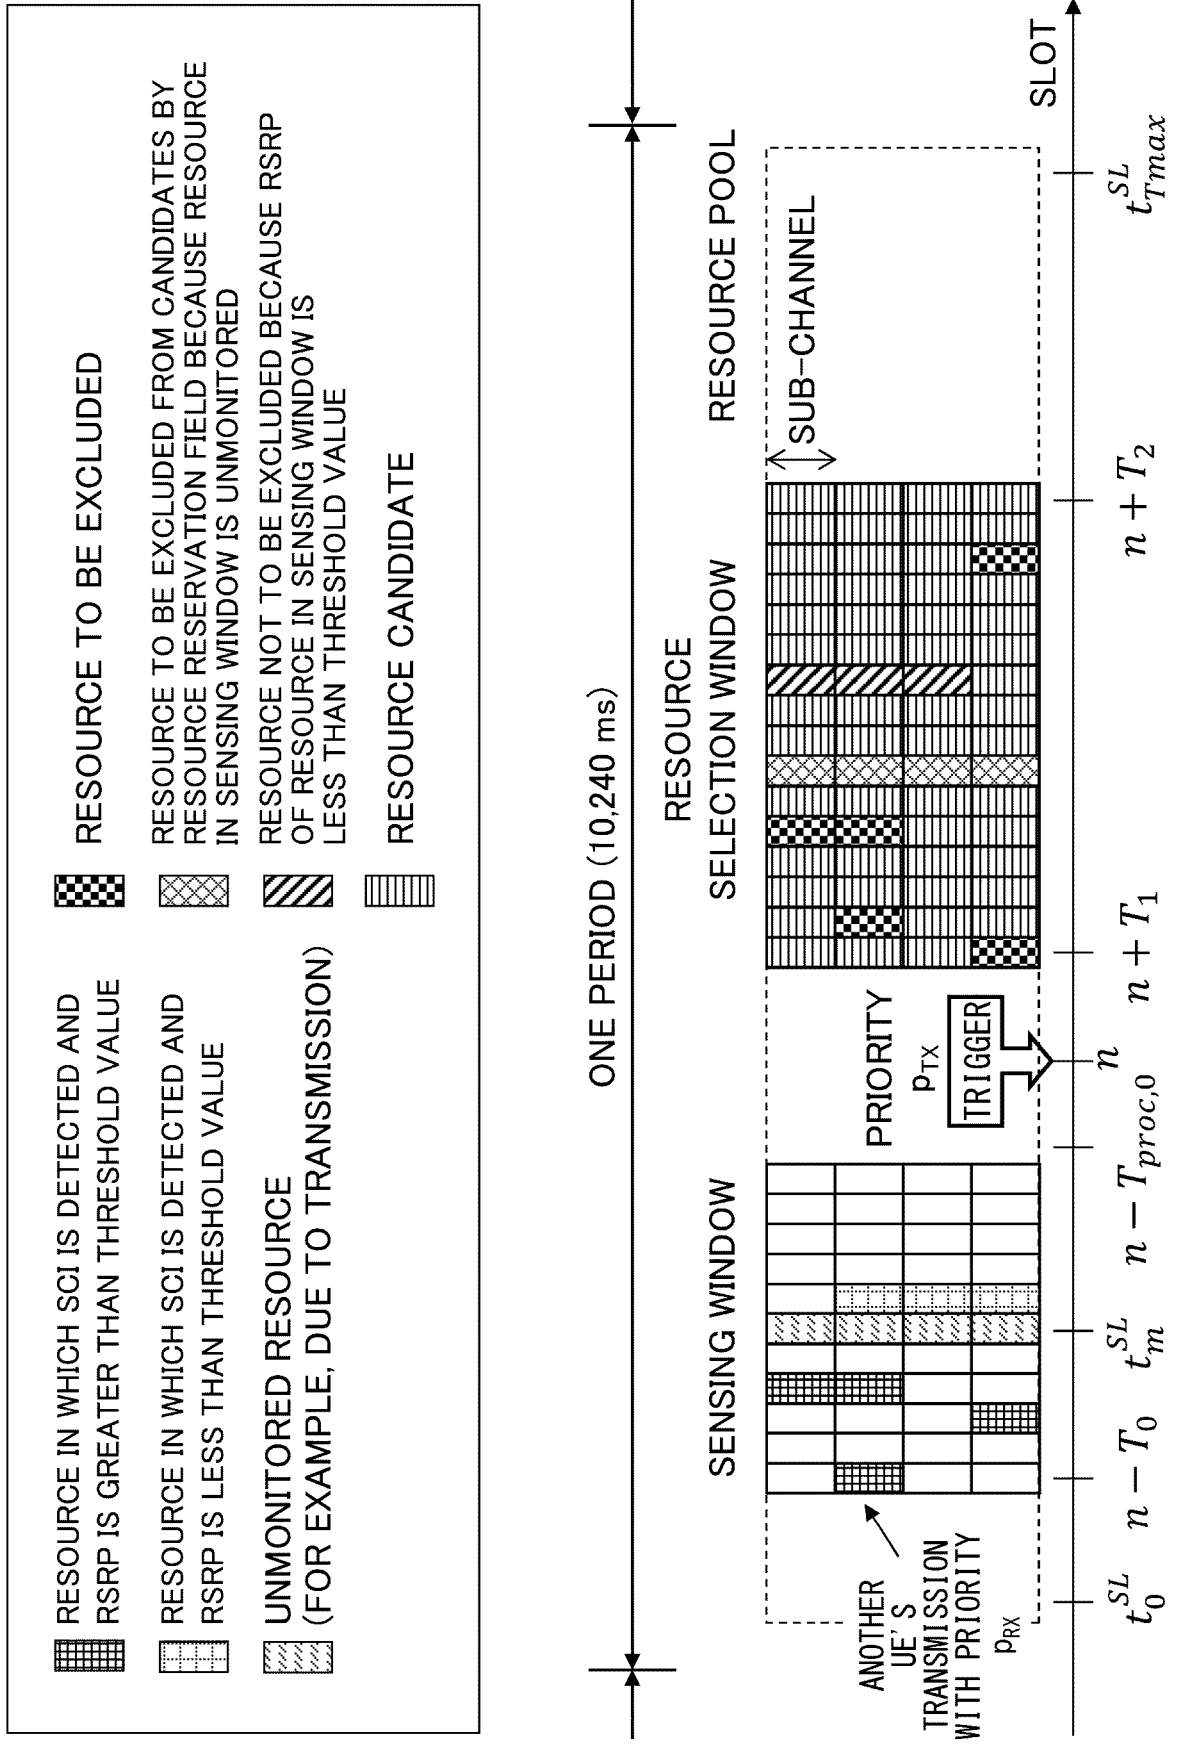 RESOURCE IN WHICH SCI IS DETECTED AND
RSRP IS GREATER THAN THRESHOLD VALUE
RESOURCE IN WHICH SCI IS DETECTED AND
RSRP IS LESS THAN THRESHOLD VALUE
UNMONITORED RESOURCE
(FOR EXAMPLE, DUE TO TRANSMISSION)
RESOURCE TO BE EXCLUDED
RESOURCE TO BE EXCLUDED FROM CANDIDATES BY
RESOURCE RESERVATION FIELD BECAUSE RESOURCE
IN SENSING WINDOW IS UNMONITORED
RESOURCE NOT TO BE EXCLUDED BECAUSE RSRP
OF RESOURCE IN SENSING WINDOW IS
LESS THAN THRESHOLD VALUE
RESOURCE CANDIDATE
ONE PERIOD (10,240 ms)
SENSING WINDOW
RESOURCE
SELECTION WINDOW
RESOURCE POOL
SUB-CHANNEL
ANOTHER
UE'S
TRANSMISSION
WITH PRIORITY
p_RX
PRIORITY
p_TX
TRIGGER
SLOT
t_0^SL
n − T_0
t_m^SL
n − T_proc,0
n
n + T_1
n + T_2
t_Tmax^SL